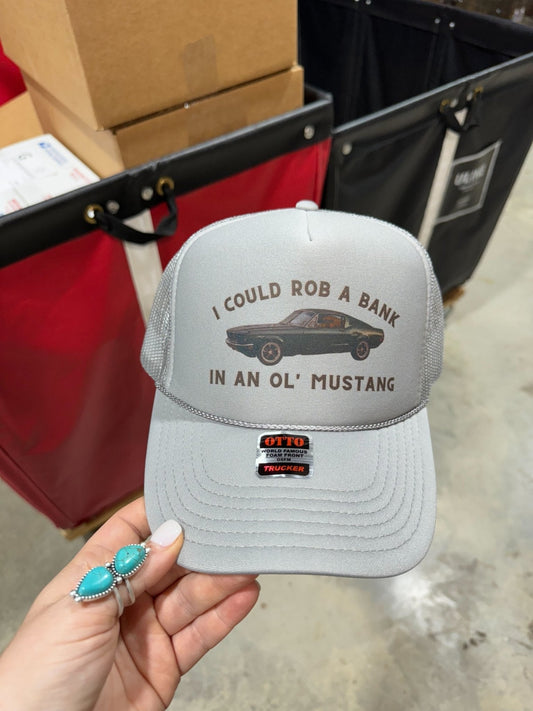 I COULD ROB A BANK
IN AN OL' MUSTANG
OTTO
WORLD FAMOUS
FOAM FRONT
TRUCKER